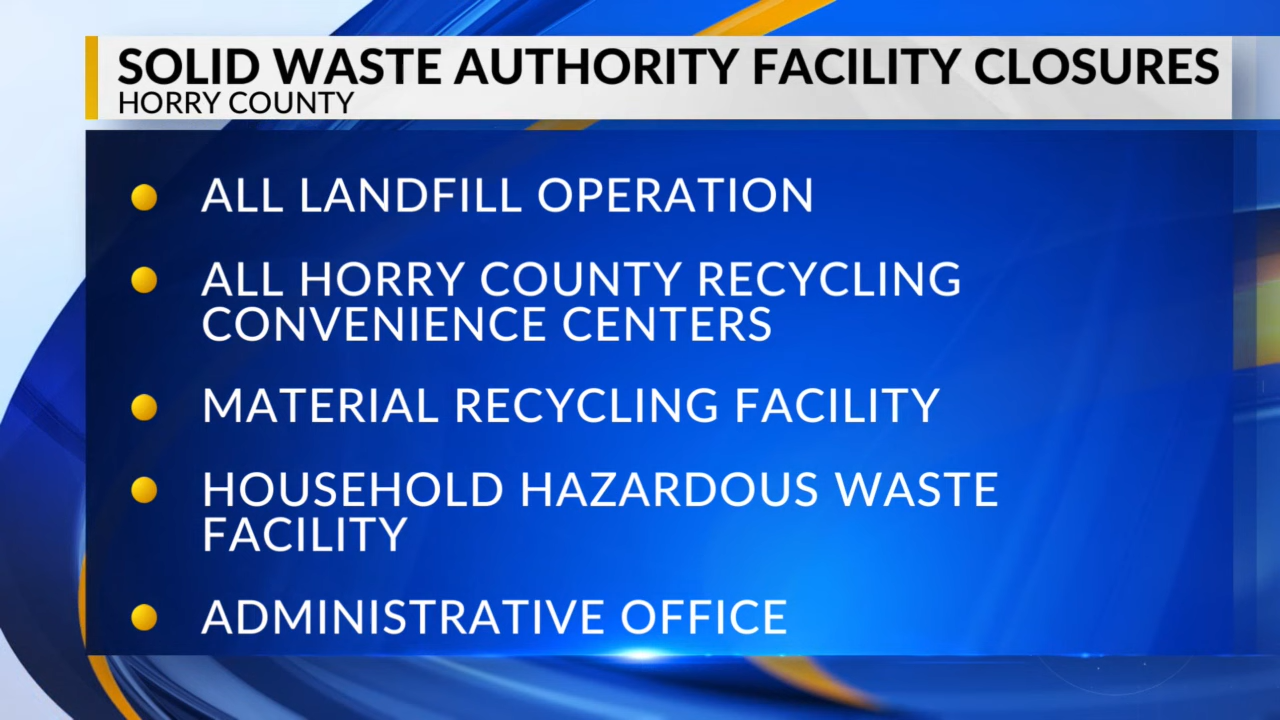 SOLID WASTE AUTHORITY FACILITY CLOSURES
HORRY COUNTY
ALL LANDFILL OPERATION
ALL HORRY COUNTY RECYCLING
CONVENIENCE CENTERS
MATERIAL RECYCLING FACILITY
HOUSEHOLD HAZARDOUS WASTE
FACILITY
ADMINISTRATIVE OFFICE